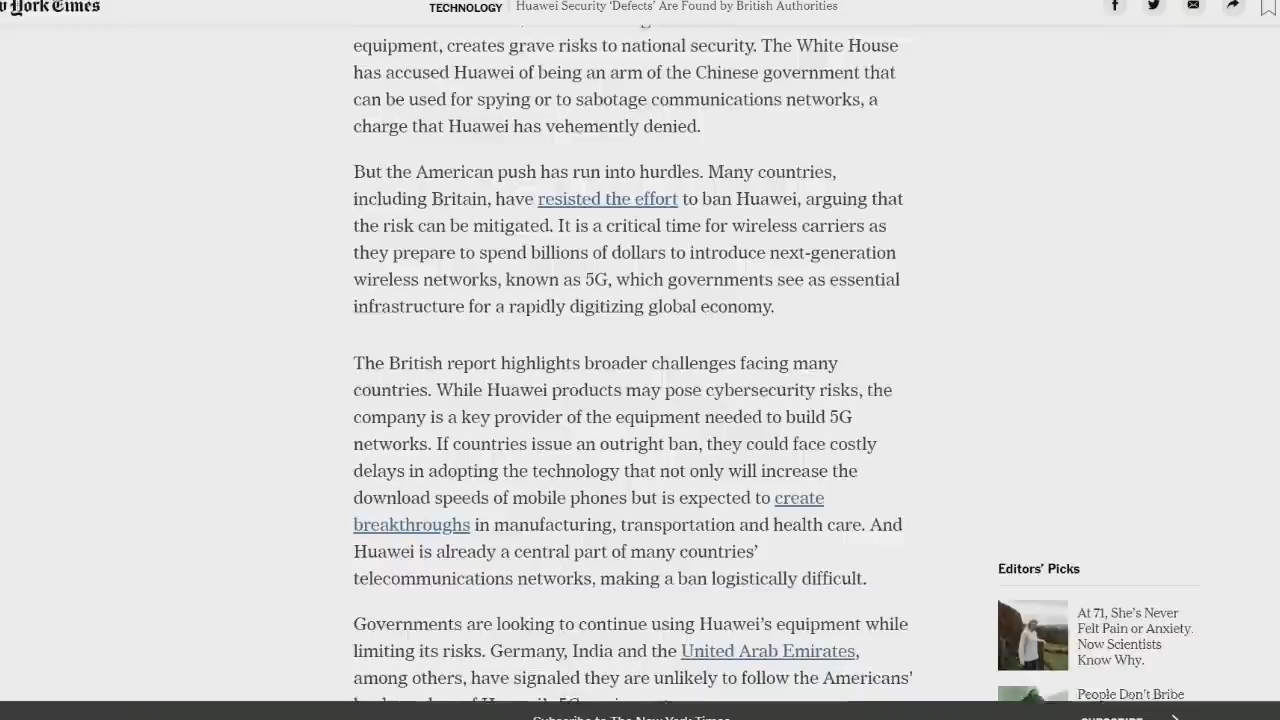 York Times
TECHNOLOGY | Huawei Security ‘Defects’ Are Found by British Authorities
equipment, creates grave risks to national security. The White House
has accused Huawei of being an arm of the Chinese government that
can be used for spying or to sabotage communications networks, a
charge that Huawei has vehemently denied.
But the American push has run into hurdles. Many countries,
including Britain, have resisted the effort to ban Huawei, arguing that
the risk can be mitigated. It is a critical time for wireless carriers as
they prepare to spend billions of dollars to introduce next-generation
wireless networks, known as 5G, which governments see as essential
infrastructure for a rapidly digitizing global economy.
The British report highlights broader challenges facing many
countries. While Huawei products may pose cybersecurity risks, the
company is a key provider of the equipment needed to build 5G
networks. If countries issue an outright ban, they could face costly
delays in adopting the technology that not only will increase the
download speeds of mobile phones but is expected to create
breakthroughs in manufacturing, transportation and health care. And
Huawei is already a central part of many countries’
telecommunications networks, making a ban logistically difficult.
Governments are looking to continue using Huawei’s equipment while
limiting its risks. Germany, India and the United Arab Emirates,
among others, have signaled they are unlikely to follow the Americans’
Editors’ Picks
At 71, She’s Never
Felt Pain or Anxiety.
Now Scientists
Know Why.
People Don’t Bribe
Subscribe to The New York Times
SUBSCRIBE